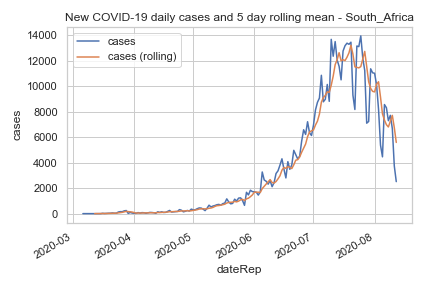 New COVID-19 daily cases and 5 day rolling mean - South_Africa
cases
cases (rolling)
14000
12000
10000
8000
6000
4000
2000
0
cases
2020-03
2020-04
2020-05
2020-06
2020-07
2020-08
dateRep